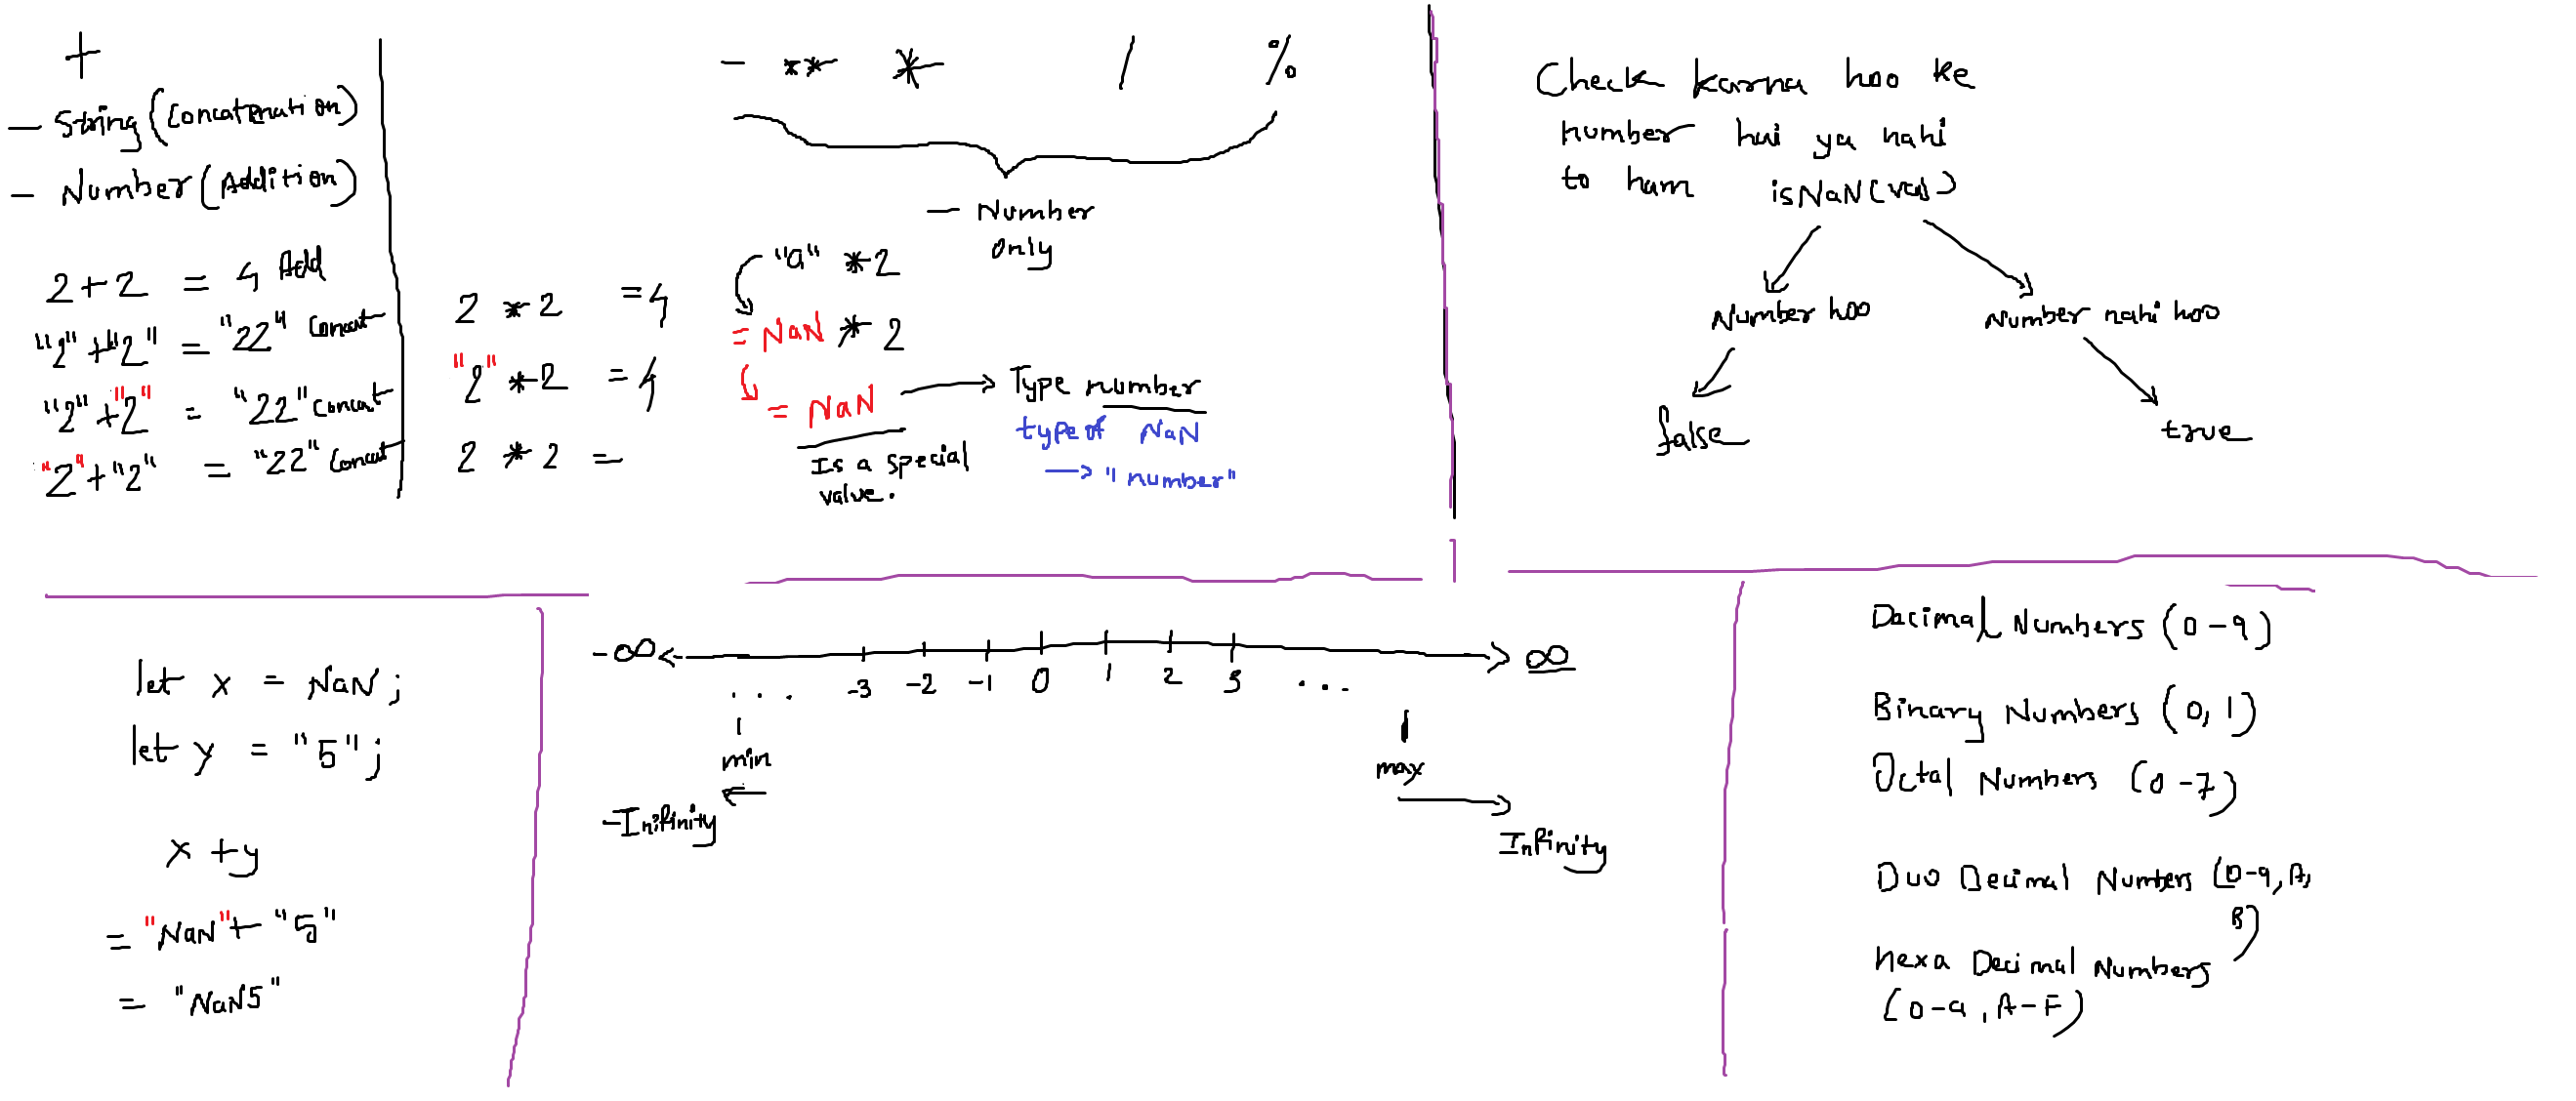 +
- String (Concatenation)
- Number (Addition)
2+2 = 4 Add
"2"+"2" = "22" Concat
"2"+"2" = "22" Concat
"2"+"2" = "22" Concat
- ** * / %
- Number
only
2 *2 =4
"2" *2 =4
2 *2 =
"a" *2
= NaN * 2
= NaN → Type number
Is a special
value.
typeof NaN
→ "number"
Check karna hoo ke
number hai ya nahi
to ham isNaN(val)
Number hoo
Number nahi hoo
false
true
let x = NaN;
let y = "5";
x +y
= "NaN"+ "5"
= "NaN5"
-∞ ∞
. . . -3 -2 -1 0 1 2 3 . . .
min
max
-Infinity
Infinity
Decimal Numbers (0-9)
Binary Numbers (0,1)
Octal Numbers (0-7)
Duo Decimal Numbers (0-9, A,
B)
Hexa Decimal Numbers
(0-9, A-F)